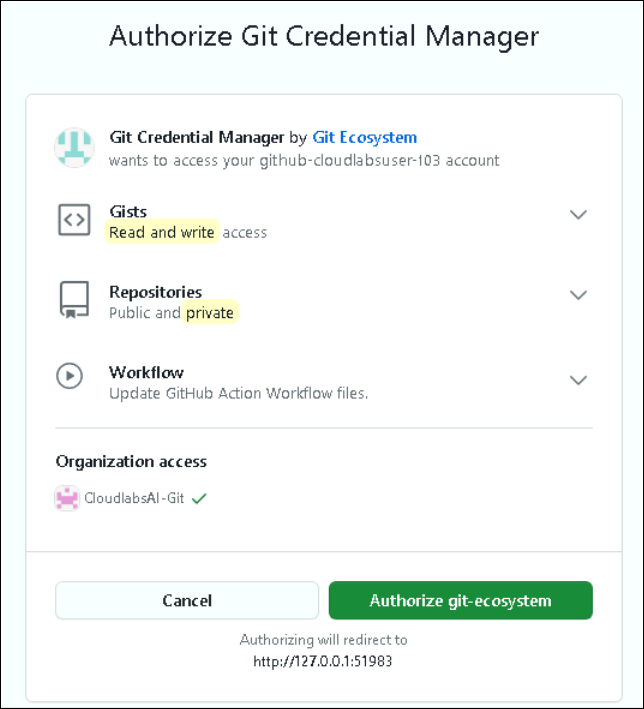 Authorize Git Credential Manager
Git Credential Manager by Git Ecosystem
wants to access your github-cloudlabsuser-103 account
Gists
Read and write access
Repositories
Public and private
Workflow
Update GitHub Action Workflow files.
Organization access
CloudlabsAI-Git
Cancel
Authorize git-ecosystem
Authorizing will redirect to
http://127.0.0.1:51983